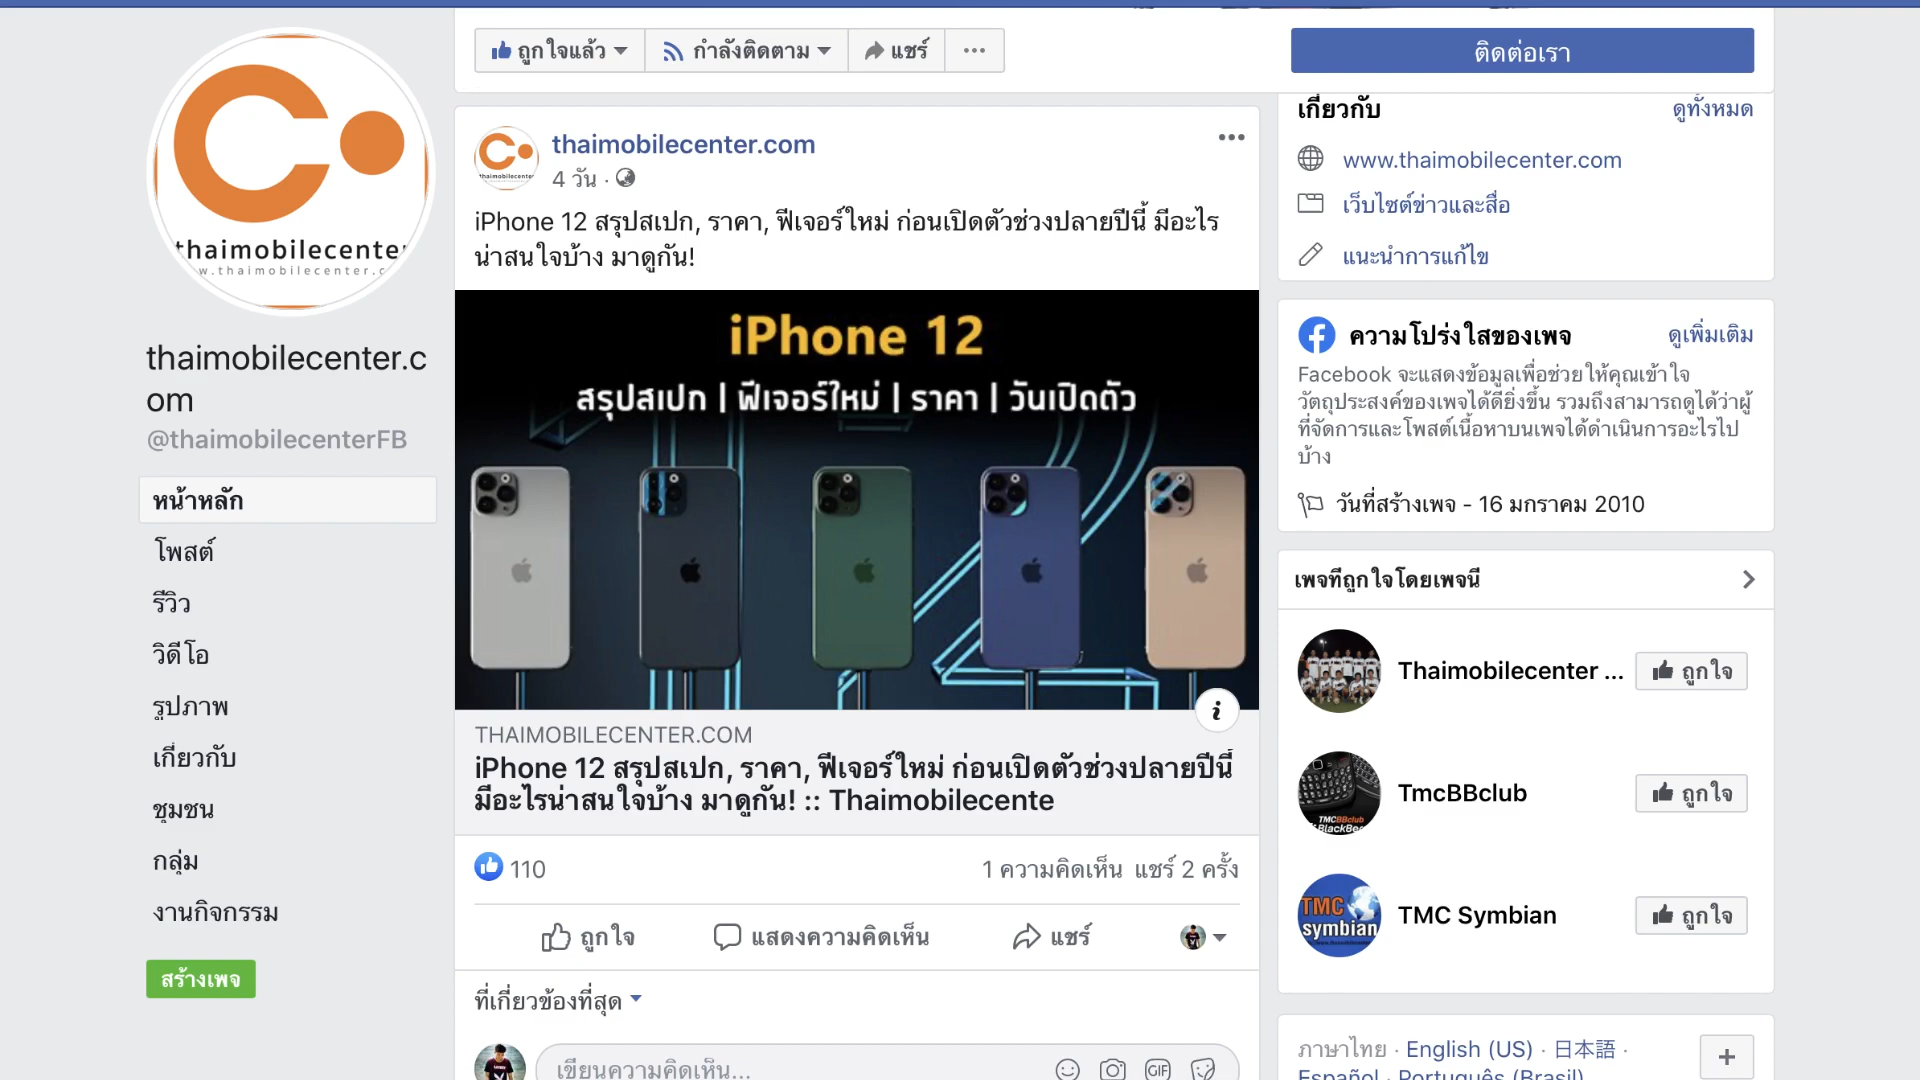 ถูกใจแล้ว
กำลังติดตาม
แชร์
ติดต่อเรา
thaimobilecenter
w.thaimobilecenter.c
thaimobilecenter.c
om
@thaimobilecenterFB
หน้าหลัก
โพสต์
รีวิว
วิดีโอ
รูปภาพ
เกี่ยวกับ
ชุมชน
กลุ่ม
งานกิจกรรม
สร้างเพจ
thaimobilecenter.com
4 วัน ·
iPhone 12 สรุปสเปก, ราคา, ฟีเจอร์ใหม่ ก่อนเปิดตัวช่วงปลายปีนี้ มีอะไร
น่าสนใจบ้าง มาดูกัน!
iPhone 12
สรุปสเปก | ฟีเจอร์ใหม่ | ราคา | วันเปิดตัว
THAIMOBILECENTER.COM
iPhone 12 สรุปสเปก, ราคา, ฟีเจอร์ใหม่ ก่อนเปิดตัวช่วงปลายปีนี้
มีอะไรน่าสนใจบ้าง มาดูกัน! :: Thaimobilecente
110
1 ความคิดเห็น แชร์ 2 ครั้ง
ถูกใจ
แสดงความคิดเห็น
แชร์
ที่เกี่ยวข้องที่สุด
เขียนความคิดเห็น...
GIF
เกี่ยวกับ
ดูทั้งหมด
www.thaimobilecenter.com
เว็บไซต์ข่าวและสื่อ
แนะนำการแก้ไข
ความโปร่งใสของเพจ
ดูเพิ่มเติม
Facebook จะแสดงข้อมูลเพื่อช่วยให้คุณเข้าใจ
วัตถุประสงค์ของเพจได้ดียิ่งขึ้น รวมถึงสามารถดูได้ว่าผู้
ที่จัดการและโพสต์เนื้อหาบนเพจได้ดำเนินการอะไรไป
บ้าง
วันที่สร้างเพจ - 16 มกราคม 2010
เพจที่ถูกใจโดยเพจนี้
Thaimobilecenter ...
ถูกใจ
TmcBBclub
ถูกใจ
TMCBBclub
BlackBe
TMC Symbian
ถูกใจ
TMC
symbian
ภาษาไทย · English (US) · 日本語 ·
Español · Português (Brasil)